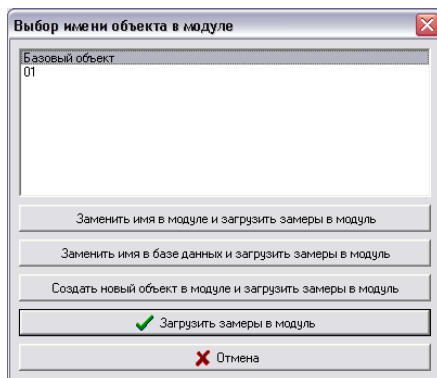 Выбор имени объекта в модуле
Базовый объект
01
Заменить имя в модуле и загрузить замеры в модуль
Заменить имя в базе данных и загрузить замеры в модуль
Создать новый объект в модуле и загрузить замеры в модуль
Загрузить замеры в модуль
Отмена